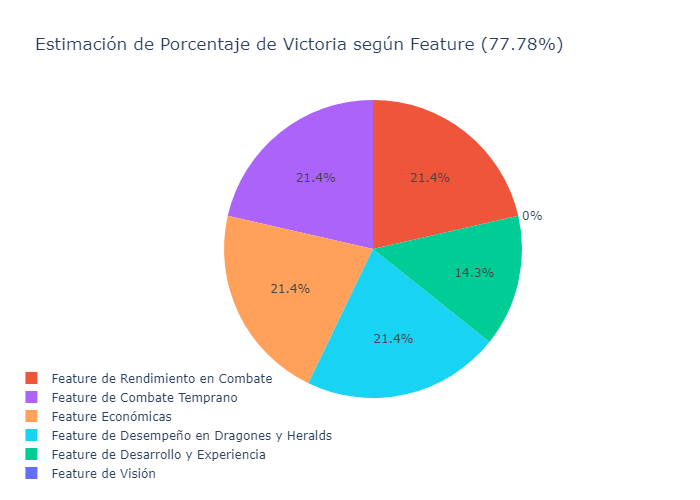 Estimación de Porcentaje de Victoria según Feature (77.78%)
21.4%
21.4%
0%
14.3%
21.4%
21.4%
Feature de Rendimiento en Combate
Feature de Combate Temprano
Feature Económicas
Feature de Desempeño en Dragones y Heralds
Feature de Desarrollo y Experiencia
Feature de Visión